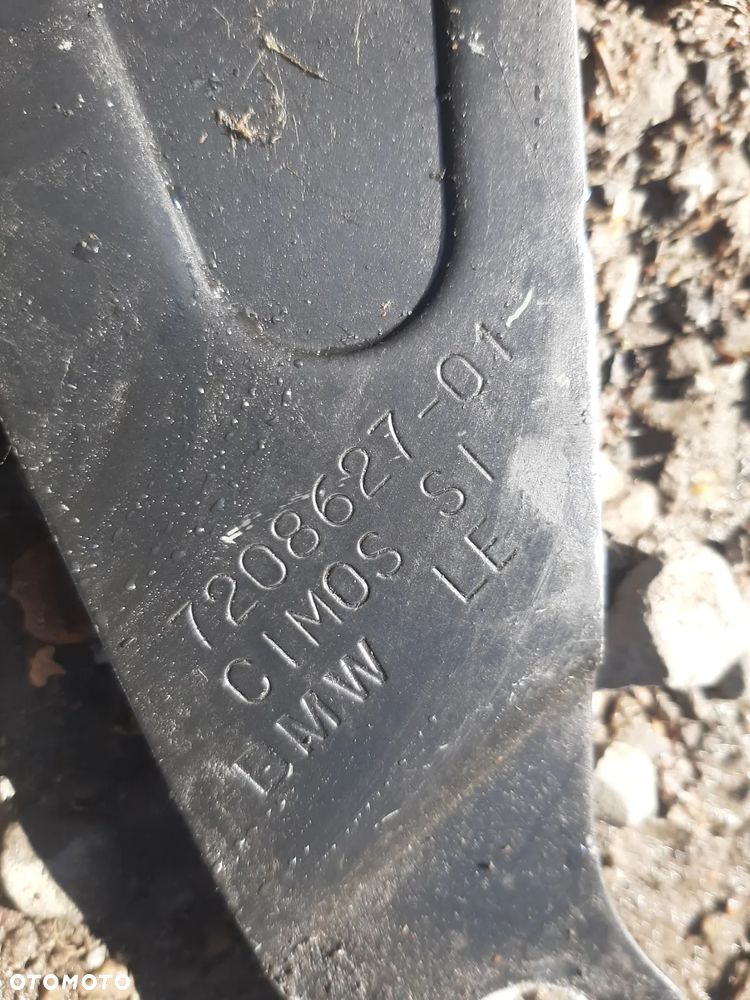 7208627-01
CIMOS SI
BMW LE
OTOMOTO